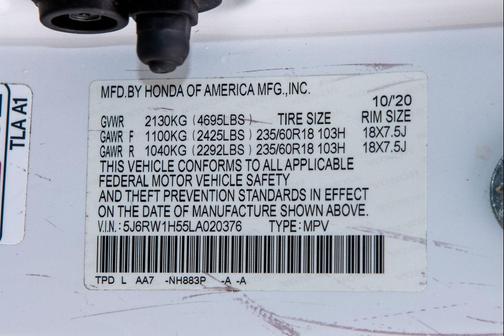 MFD.BY HONDA OF AMERICA MFG.,INC.
10/'20
GVWR 2130KG (4695LBS) TIRE SIZE RIM SIZE
GAWR F 1100KG (2425LBS) 235/60R18 103H 18X7.5J
GAWR R 1040KG (2292LBS) 235/60R18 103H 18X7.5J
THIS VEHICLE CONFORMS TO ALL APPLICABLE
FEDERAL MOTOR VEHICLE SAFETY
AND THEFT PREVENTION STANDARDS IN EFFECT
ON THE DATE OF MANUFACTURE SHOWN ABOVE.
V.I.N.: 5J6RW1H55LA020376 TYPE: MPV
TPD L AA7 -NH883P -A -A
TLA A1